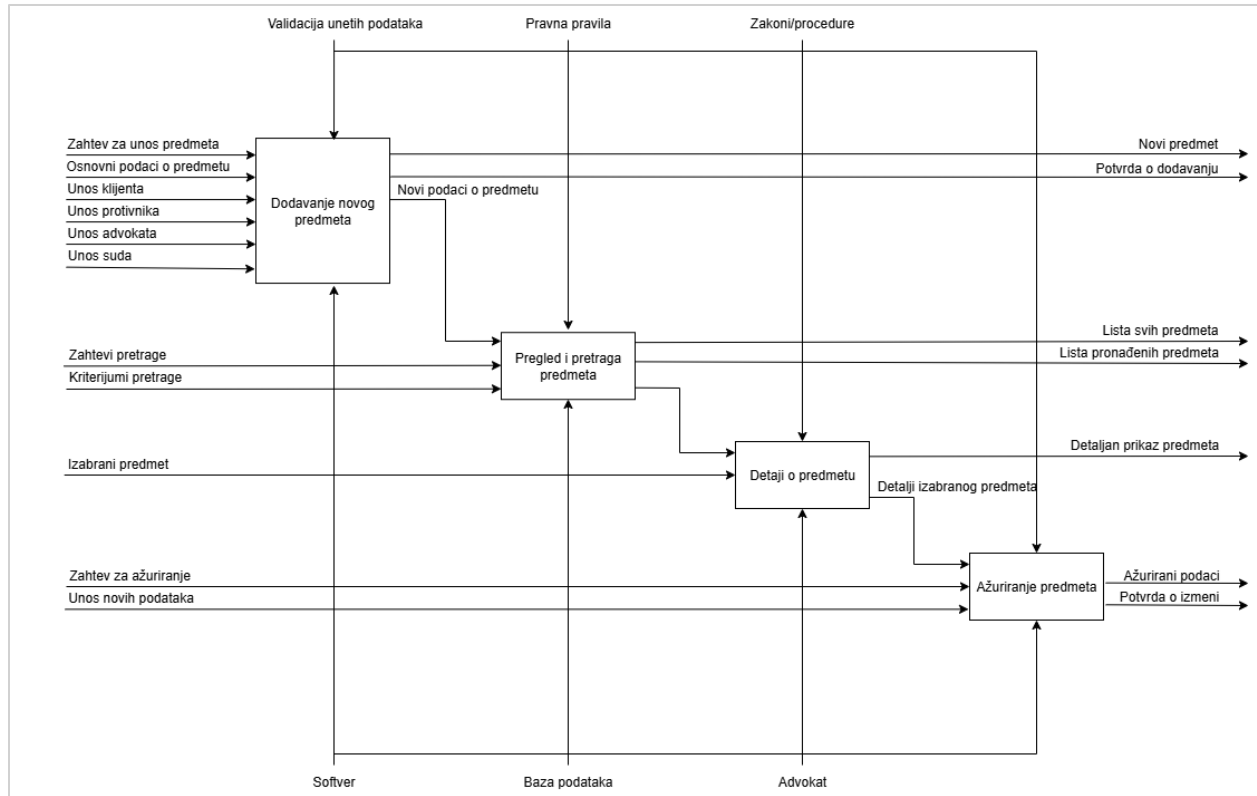 Validacija unetih podataka
Pravna pravila
Zakoni/procedure
Zahtev za unos predmeta
Osnovni podaci o predmetu
Unos klijenta
Unos protivnika
Unos advokata
Unos suda
Dodavanje novog
predmeta
Novi predmet
Potvrda o dodavanju
Novi podaci o predmetu
Zahtevi pretrage
Kriterijumi pretrage
Pregled i pretraga
predmeta
Lista svih predmeta
Lista pronađenih predmeta
Izabrani predmet
Detaji o predmetu
Detaljan prikaz predmeta
Detalji izabranog predmeta
Zahtev za ažuriranje
Unos novih podataka
Ažuriranje predmeta
Ažurirani podaci
Potvrda o izmeni
Softver
Baza podataka
Advokat